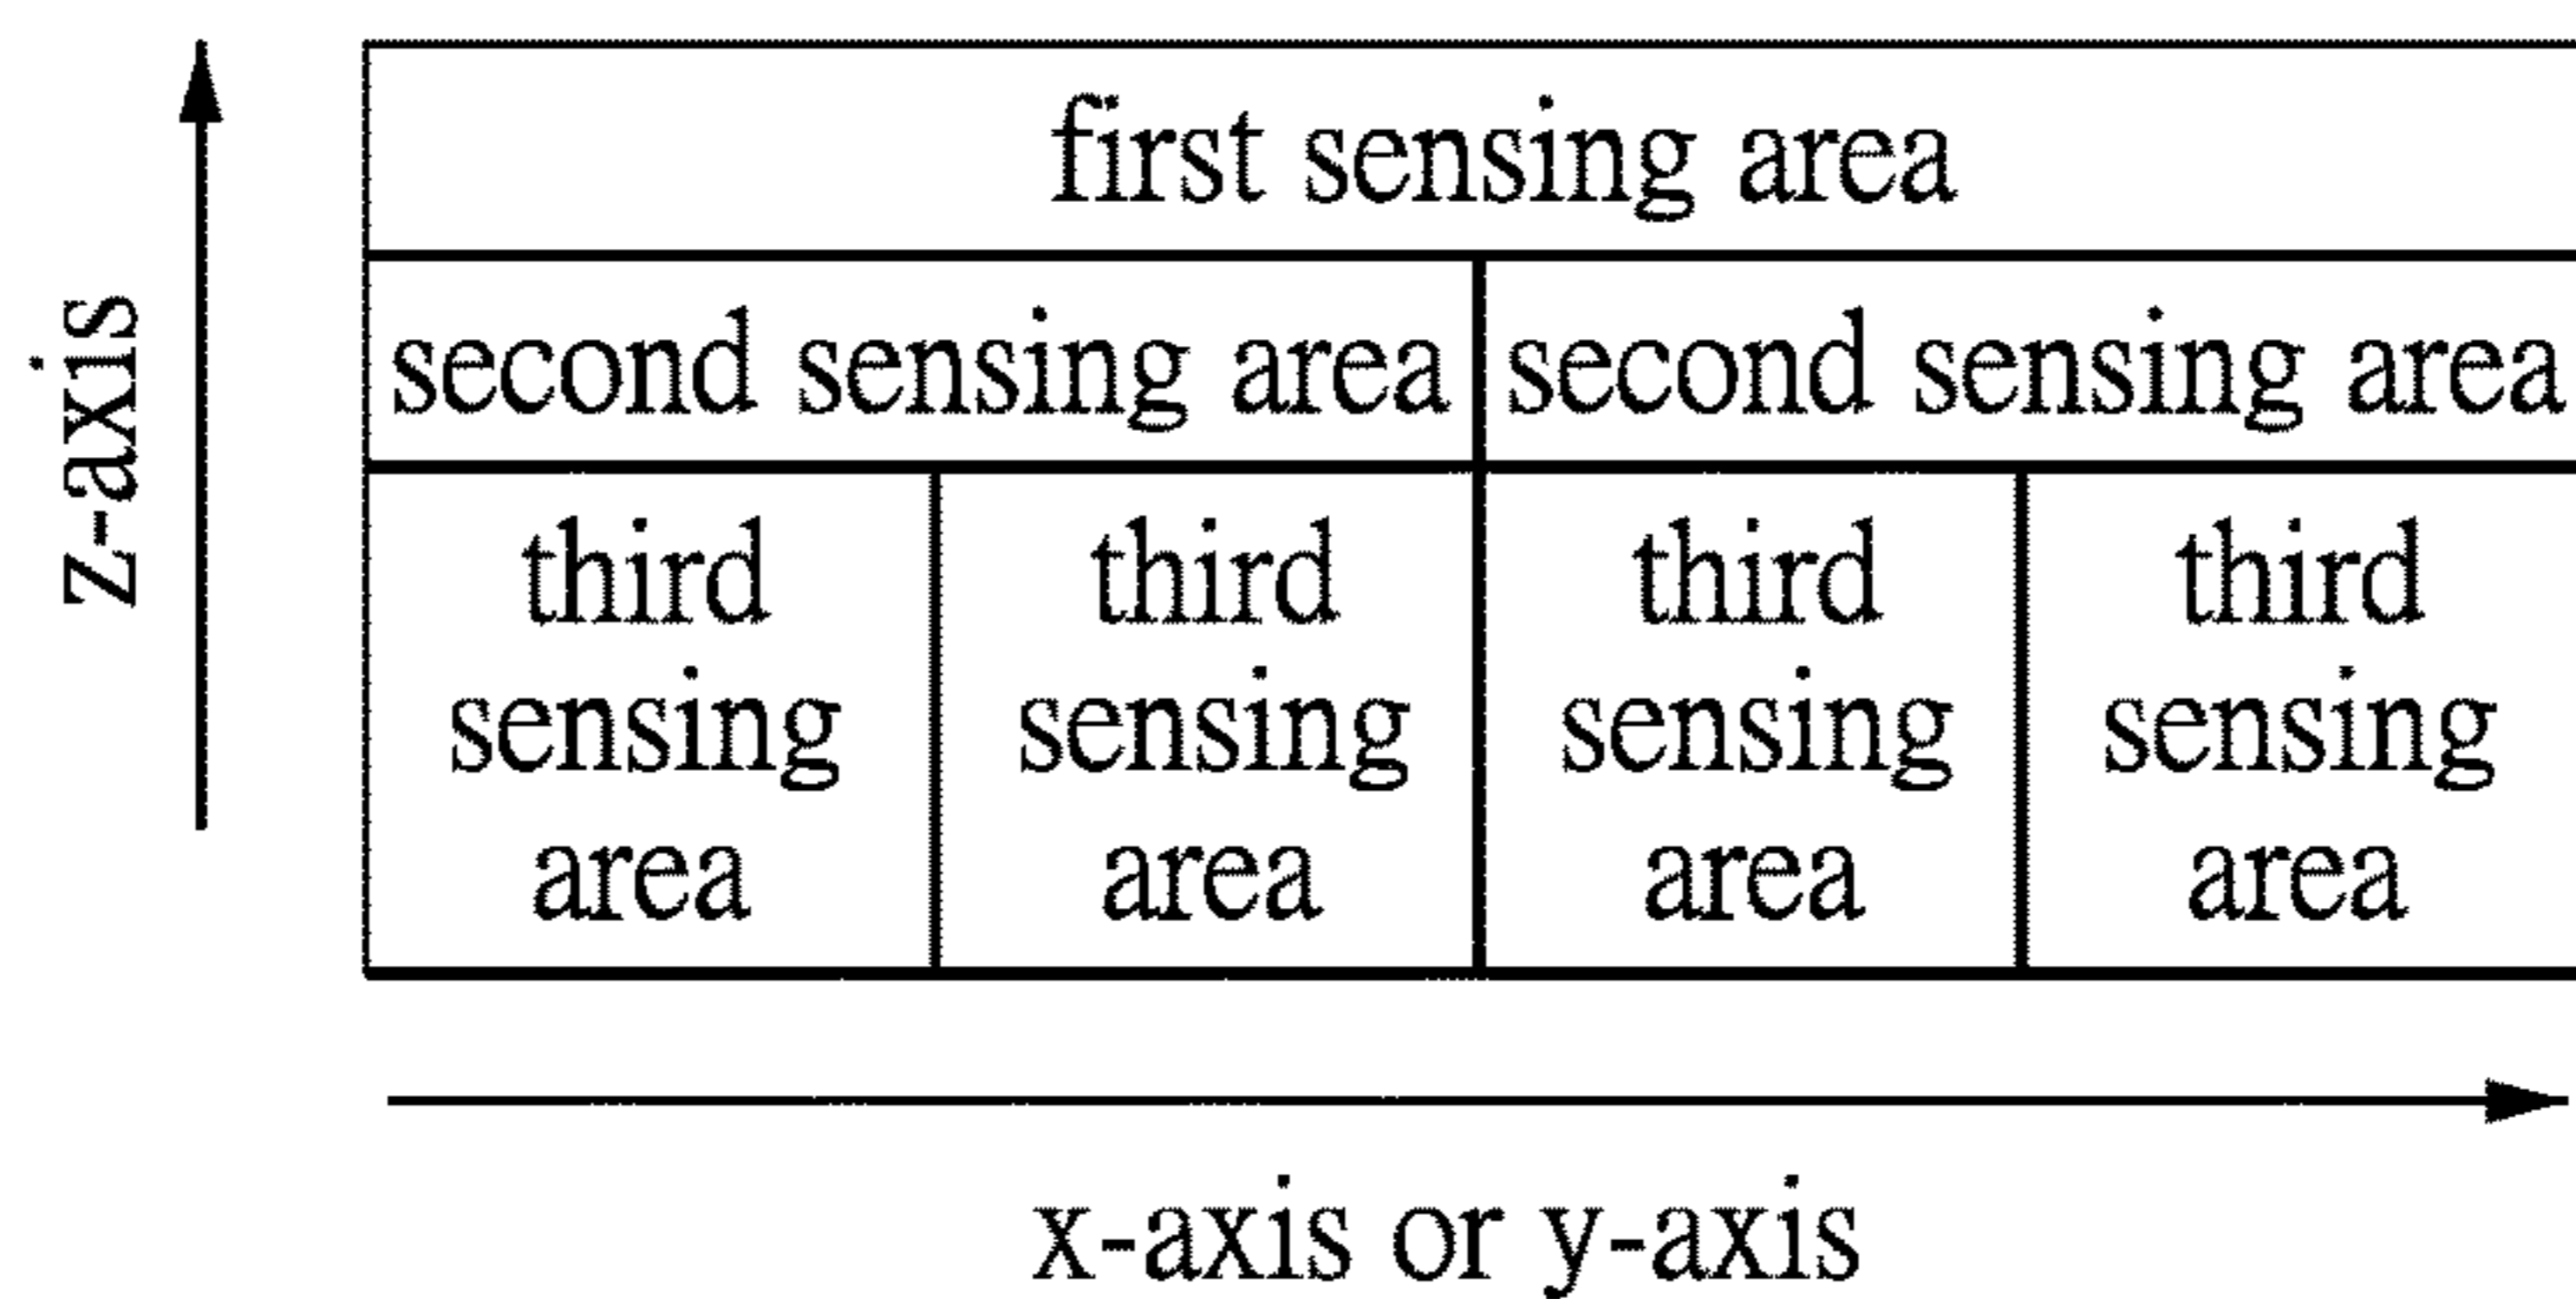 z-axis
first sensing area
second sensing area
second sensing area
third
sensing
area
third
sensing
area
third
sensing
area
third
sensing
area
x-axis or y-axis